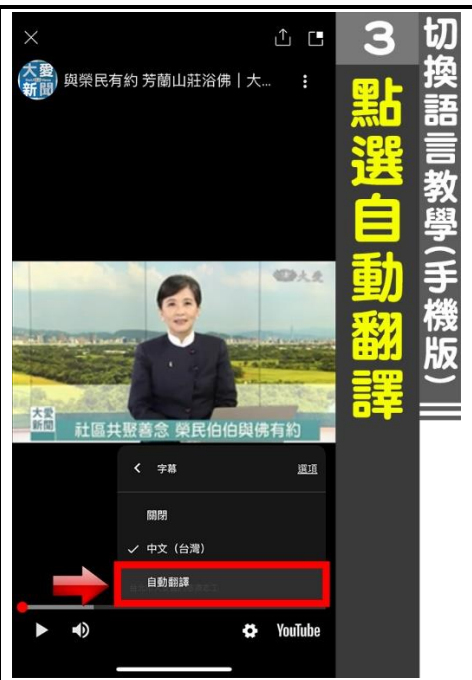 大愛
新聞
與榮民有約 芳蘭山莊浴佛｜大...
大愛
大愛
新聞
社區共聚善念 榮民伯伯與佛有約
字幕
選項
關閉
中文（台灣）
自動翻譯
YouTube
3
點選自動翻譯
切換語言教學(手機版)